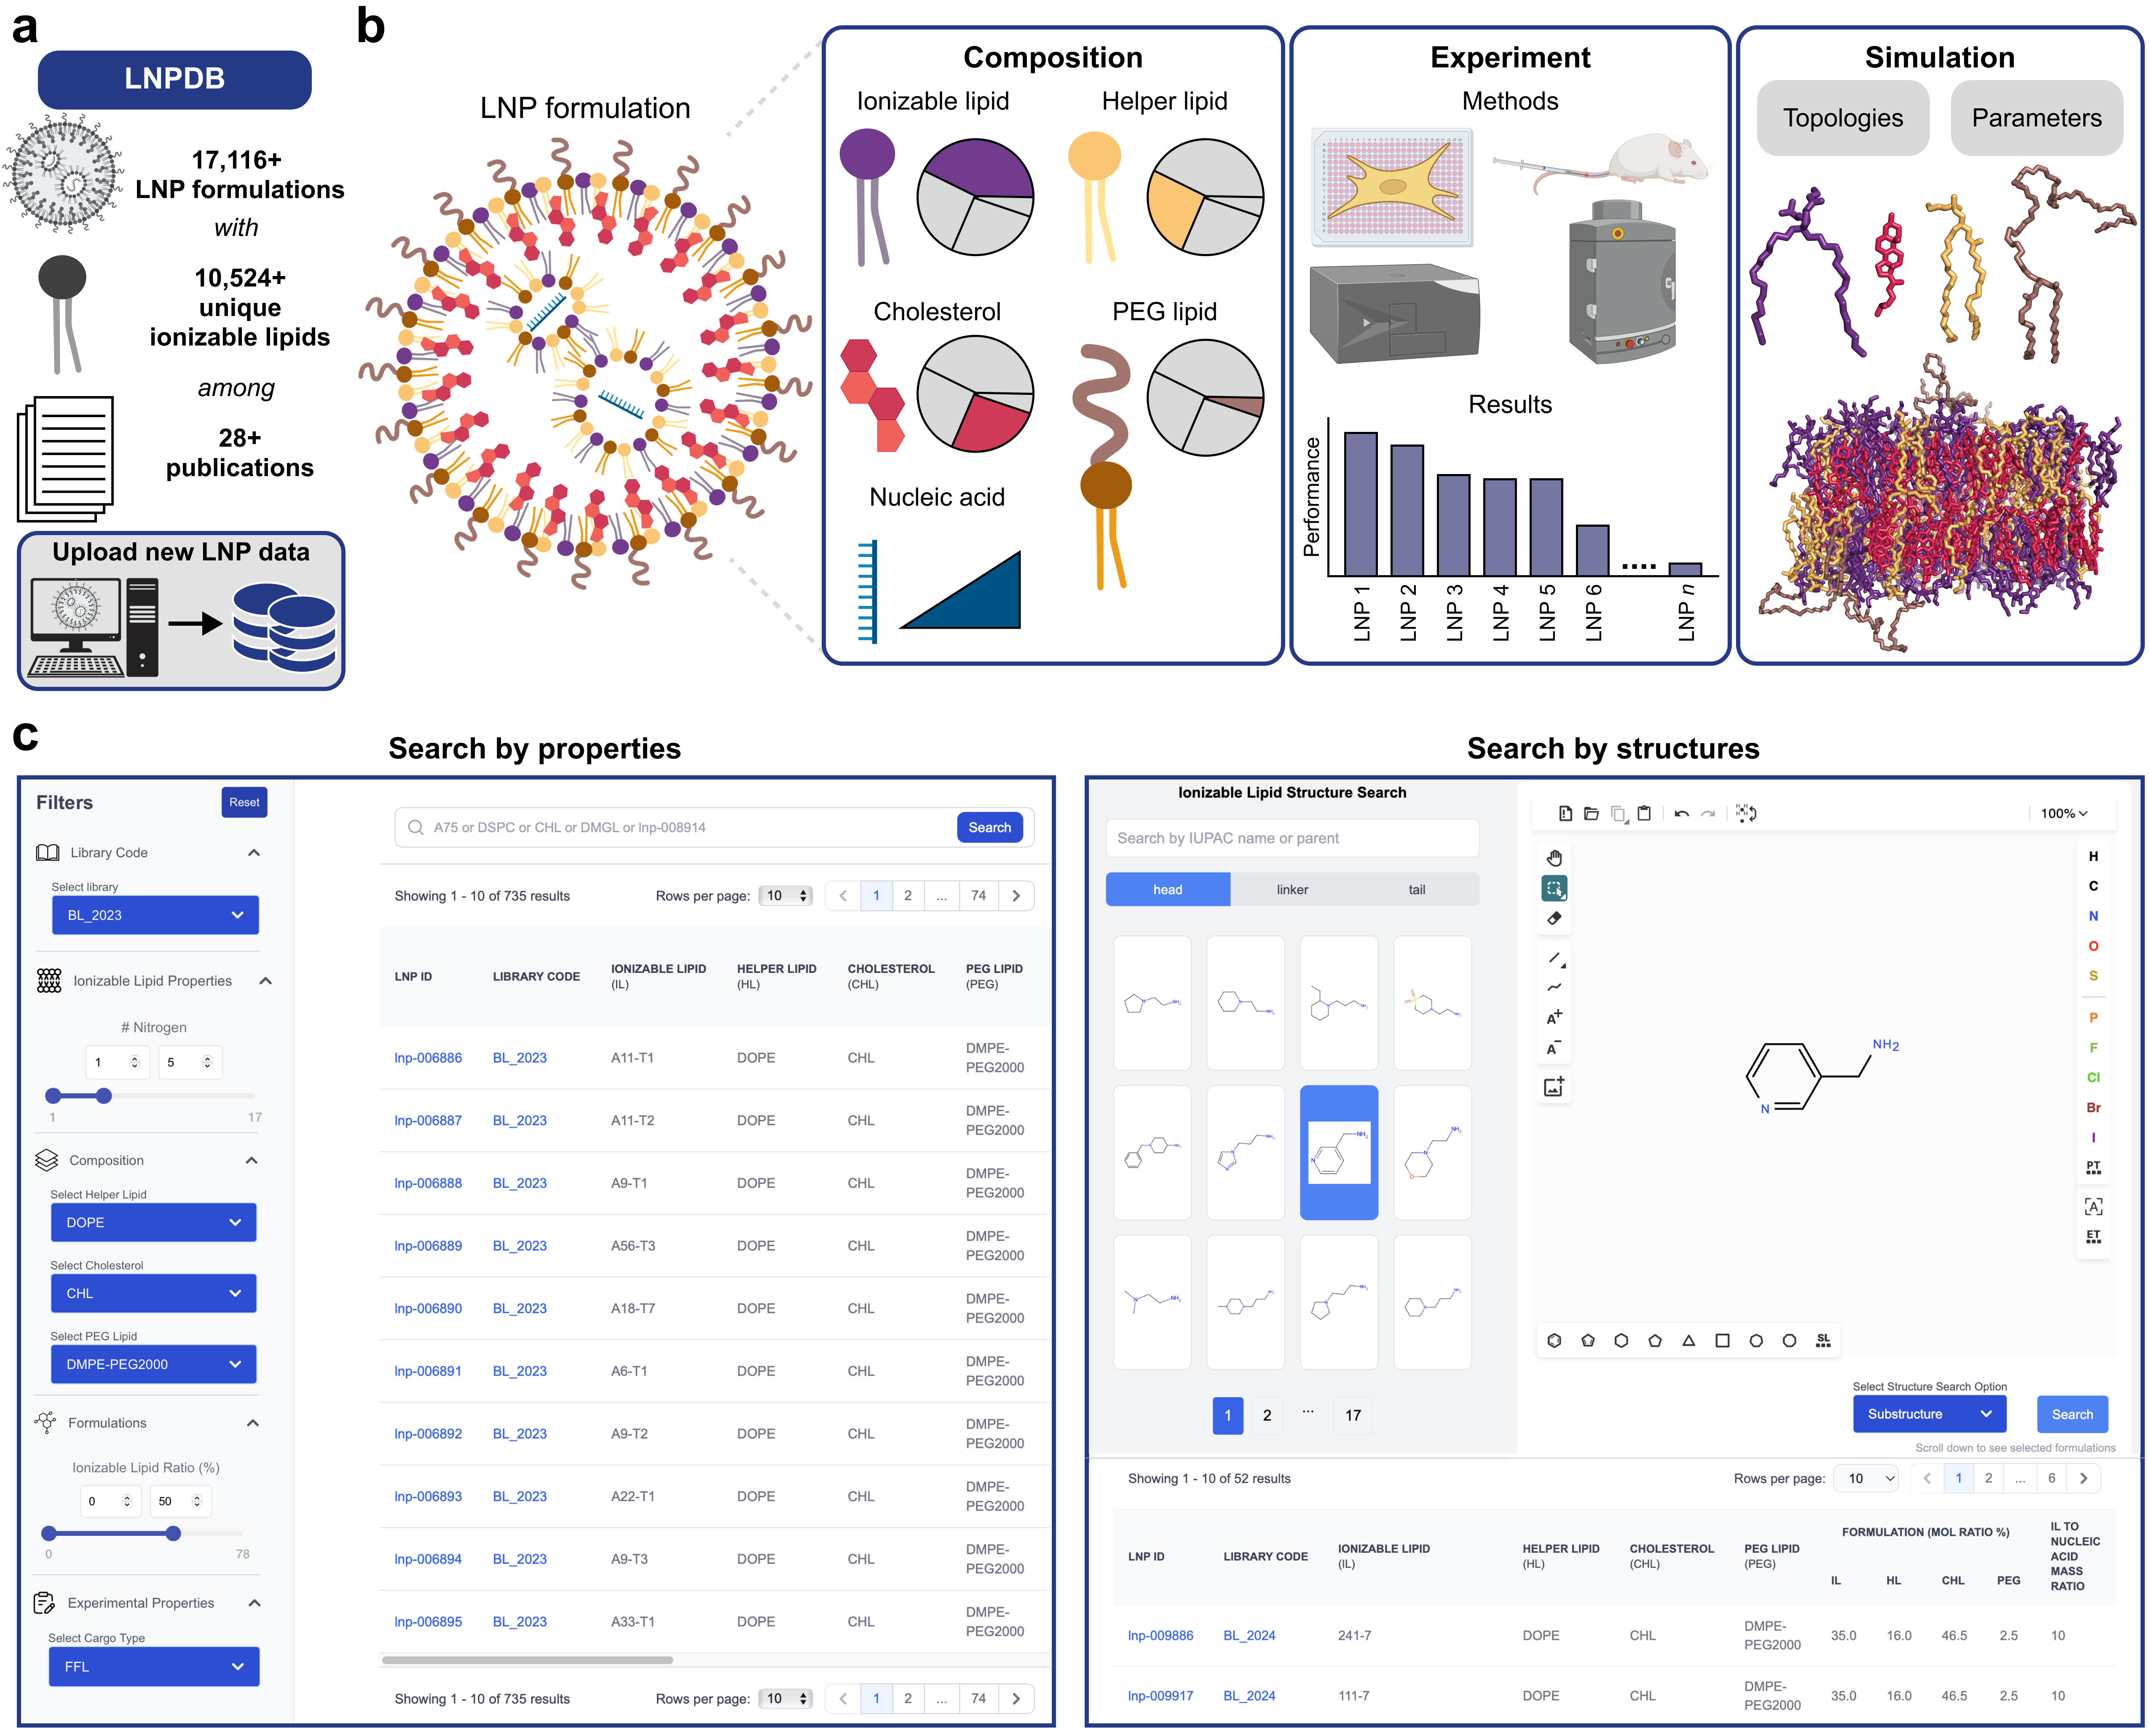 a
LNPDB
17,116+
LNP formulations
with
10,524+
unique
ionizable lipids
among
28+
publications
Upload new LNP data
b
LNP formulation
Composition
Ionizable lipid
Helper lipid
Cholesterol
PEG lipid
Nucleic acid
Experiment
Methods
Results
Performance
LNP 1
LNP 2
LNP 3
LNP 4
LNP 5
LNP 6
....
LNP n
Simulation
Topologies
Parameters
c
Search by properties
Filters
Reset
Library Code
Select library
BL_2023
Ionizable Lipid Properties
# Nitrogen
1 5
1 17
Composition
Select Helper Lipid
DOPE
Select Cholesterol
CHL
Select PEG Lipid
DMPE-PEG2000
Formulations
Ionizable Lipid Ratio (%)
0 50
0 78
Experimental Properties
Select Cargo Type
FFL
A75 or DSPC or CHL or DMGL or lnp-008914
Search
Showing 1 - 10 of 735 results Rows per page: 10 1 2 ... 74
LNP ID LIBRARY CODE IONIZABLE LIPID (IL) HELPER LIPID (HL) CHOLESTEROL (CHL) PEG LIPID (PEG)
lnp-006886 BL_2023 A11-T1 DOPE CHL DMPE-PEG2000
lnp-006887 BL_2023 A11-T2 DOPE CHL DMPE-PEG2000
lnp-006888 BL_2023 A9-T1 DOPE CHL DMPE-PEG2000
lnp-006889 BL_2023 A56-T3 DOPE CHL DMPE-PEG2000
lnp-006890 BL_2023 A18-T7 DOPE CHL DMPE-PEG2000
lnp-006891 BL_2023 A6-T1 DOPE CHL DMPE-PEG2000
lnp-006892 BL_2023 A9-T2 DOPE CHL DMPE-PEG2000
lnp-006893 BL_2023 A22-T1 DOPE CHL DMPE-PEG2000
lnp-006894 BL_2023 A9-T3 DOPE CHL DMPE-PEG2000
lnp-006895 BL_2023 A33-T1 DOPE CHL DMPE-PEG2000
Showing 1 - 10 of 735 results Rows per page: 10 1 2 ... 74
Search by structures
Ionizable Lipid Structure Search
Search by IUPAC name or parent
head linker tail
1 2 ... 17
100%
A+
A-
NH2
N
H
C
N
O
S
P
F
Cl
Br
I
PT
[A]
ET
SL
Select Structure Search Option
Substructure
Search
Scroll down to see selected formulations
Showing 1 - 10 of 52 results Rows per page: 10 1 2 ... 6
LNP ID LIBRARY CODE IONIZABLE LIPID (IL) HELPER LIPID (HL) CHOLESTEROL (CHL) PEG LIPID (PEG) FORMULATION (MOL RATIO %) IL HL CHL PEG IL TO NUCLEIC ACID MASS RATIO
lnp-009886 BL_2024 241-7 DOPE CHL DMPE-PEG2000 35.0 16.0 46.5 2.5 10
lnp-009917 BL_2024 111-7 DOPE CHL DMPE-PEG2000 35.0 16.0 46.5 2.5 10